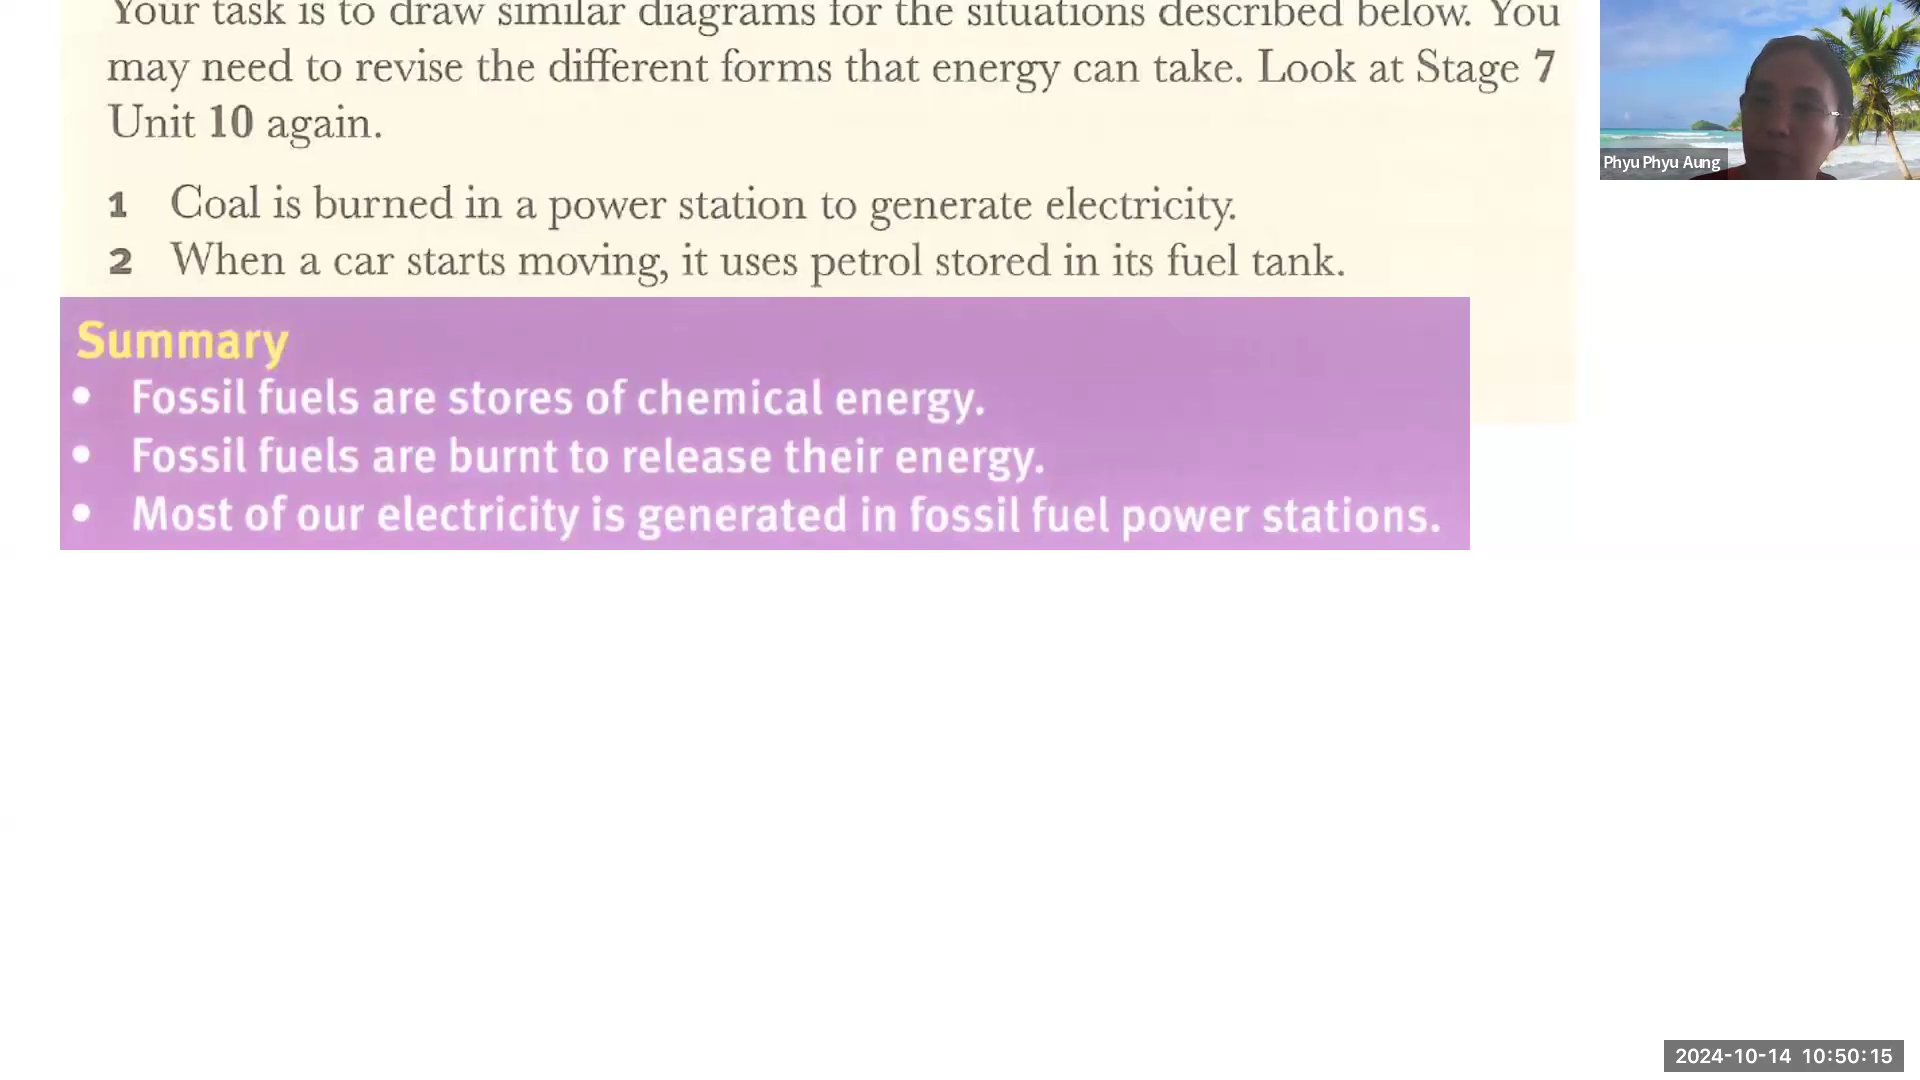 Your task is to draw similar diagrams for the situations described below. You
may need to revise the different forms that energy can take. Look at Stage 7
Unit 10 again.
1 Coal is burned in a power station to generate electricity.
2 When a car starts moving, it uses petrol stored in its fuel tank.
Summary
• Fossil fuels are stores of chemical energy.
• Fossil fuels are burnt to release their energy.
• Most of our electricity is generated in fossil fuel power stations.
Phyu Phyu Aung
2024-10-14 10:50:15